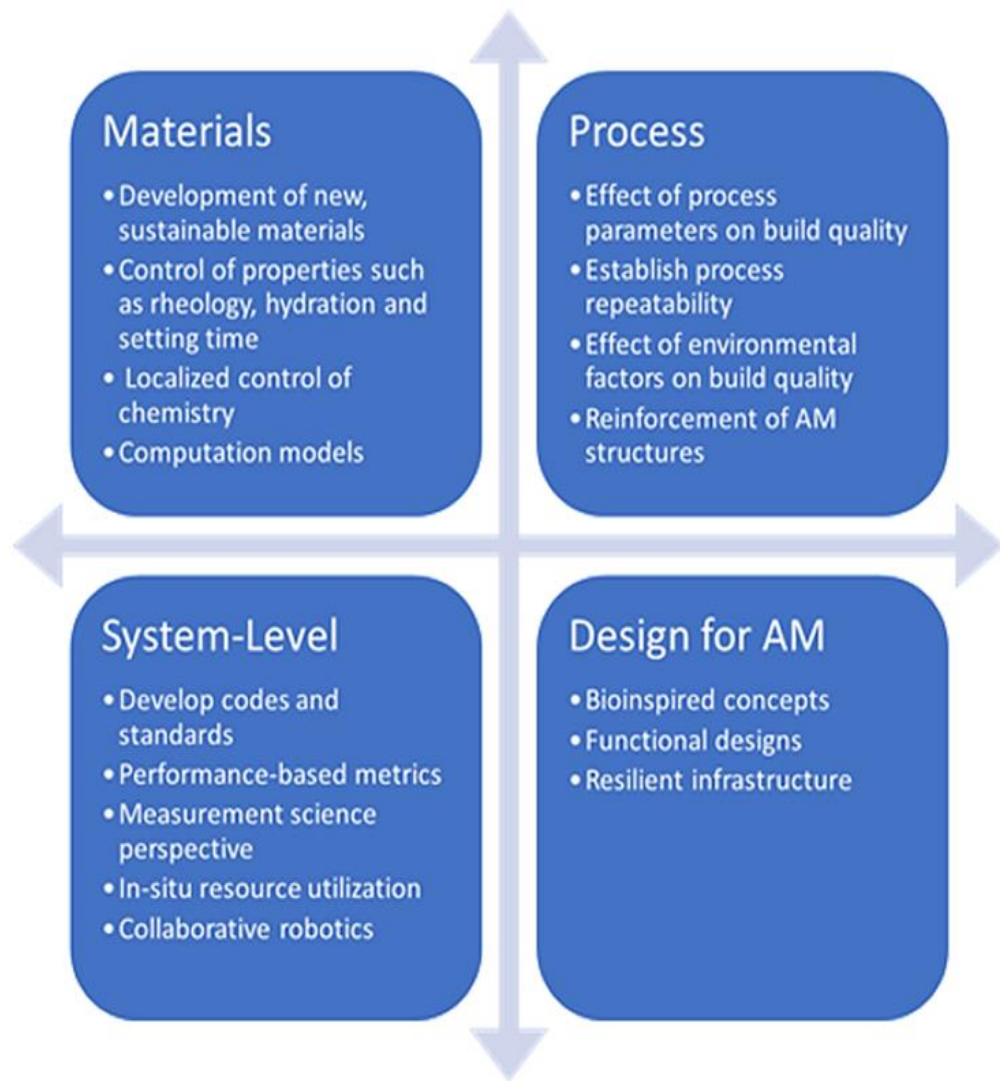 Materials
• Development of new,
sustainable materials
• Control of properties such
as rheology, hydration and
setting time
• Localized control of
chemistry
• Computation models
Process
• Effect of process
parameters on build quality
• Establish process
repeatability
• Effect of environmental
factors on build quality
• Reinforcement of AM
structures
System-Level
• Develop codes and
standards
• Performance-based metrics
• Measurement science
perspective
• In-situ resource utilization
• Collaborative robotics
Design for AM
• Bioinspired concepts
• Functional designs
• Resilient infrastructure